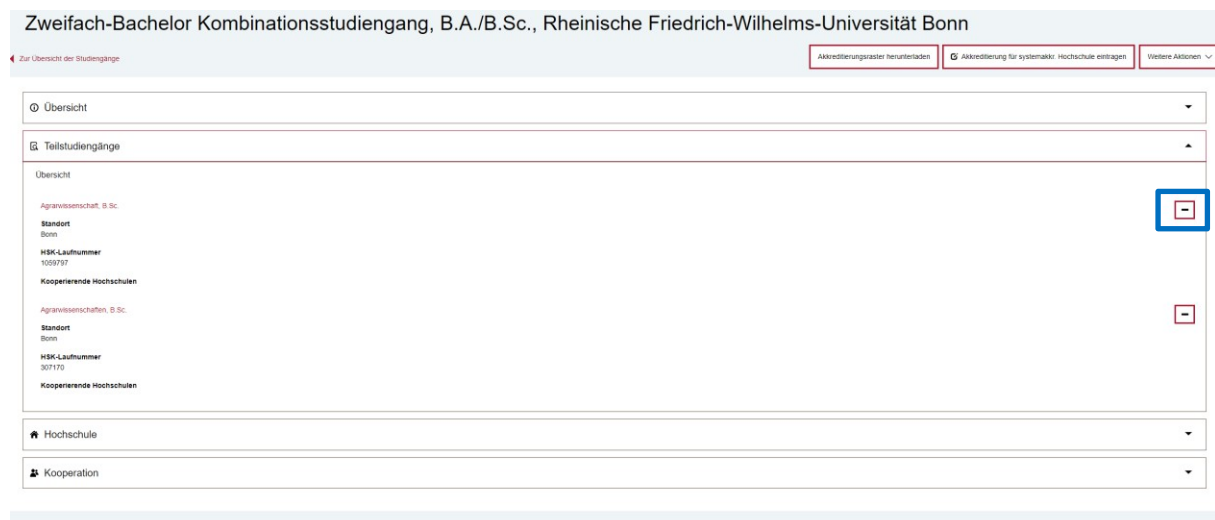 Zweifach-Bachelor Kombinationsstudiengang, B.A./B.Sc., Rheinische Friedrich-Wilhelms-Universität Bonn
Zur Übersicht der Studiengänge
Akkreditierungsraster herunterladen
Akkreditierung für systemakkr. Hochschule eintragen
Weitere Aktionen
Übersicht
Teilstudiengänge
Übersicht
Agrarwissenschaft, B.Sc.
Standort
Bonn
HSK-Laufnummer
1059797
Kooperierende Hochschulen
Agrarwissenschaften, B.Sc.
Standort
Bonn
HSK-Laufnummer
307170
Kooperierende Hochschulen
Hochschule
Kooperation